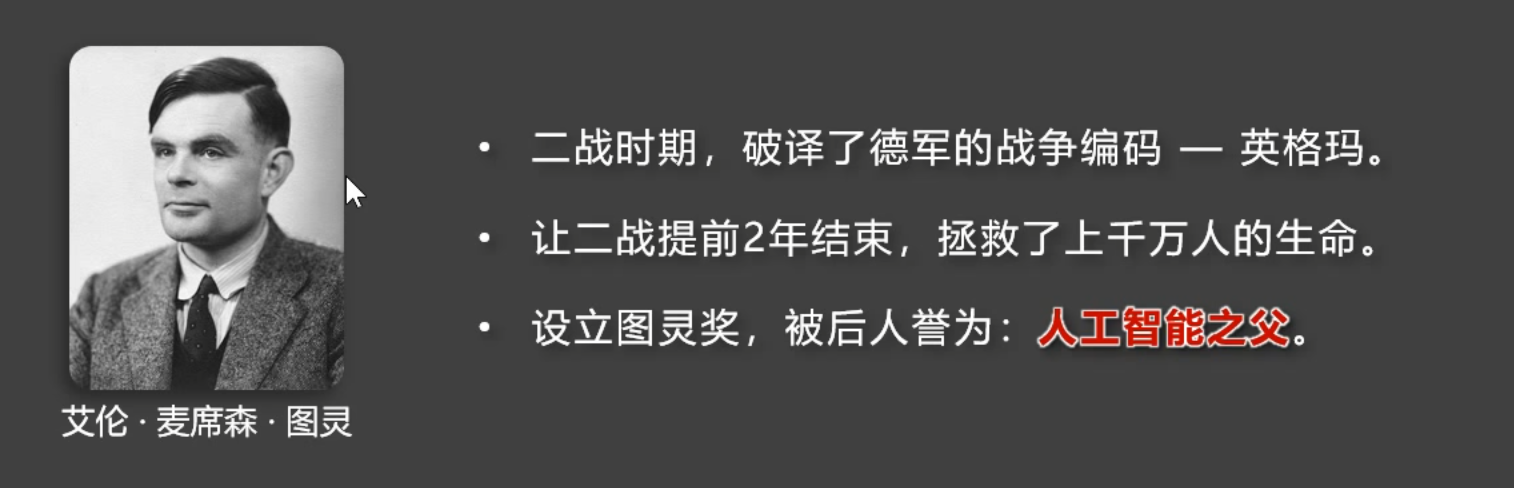 • 二战时期，破译了德军的战争编码 — 英格玛。
• 让二战提前2年结束，拯救了上千万人的生命。
• 设立图灵奖，被后人誉为：人工智能之父。
艾伦 · 麦席森 · 图灵